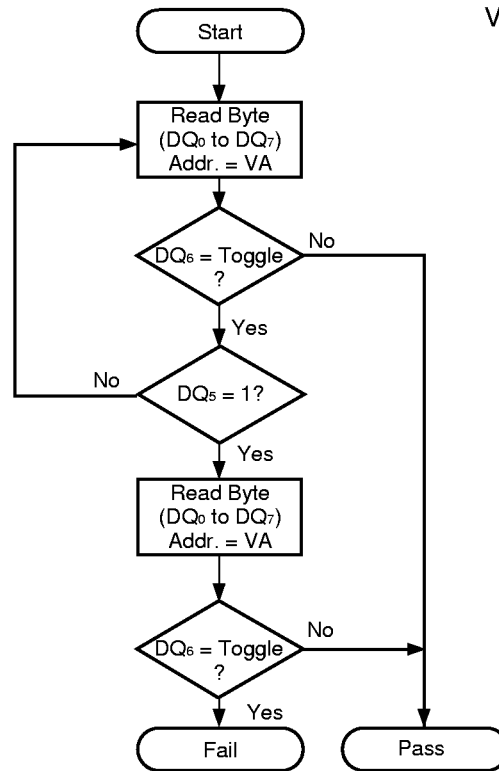 V
Start
Read Byte
(DQ₀ to DQ₇)
Addr. = VA
DQ₆ = Toggle
?
No
Yes
DQ₅ = 1?
No
Yes
Read Byte
(DQ₀ to DQ₇)
Addr. = VA
DQ₆ = Toggle
?
No
Yes
Fail
Pass